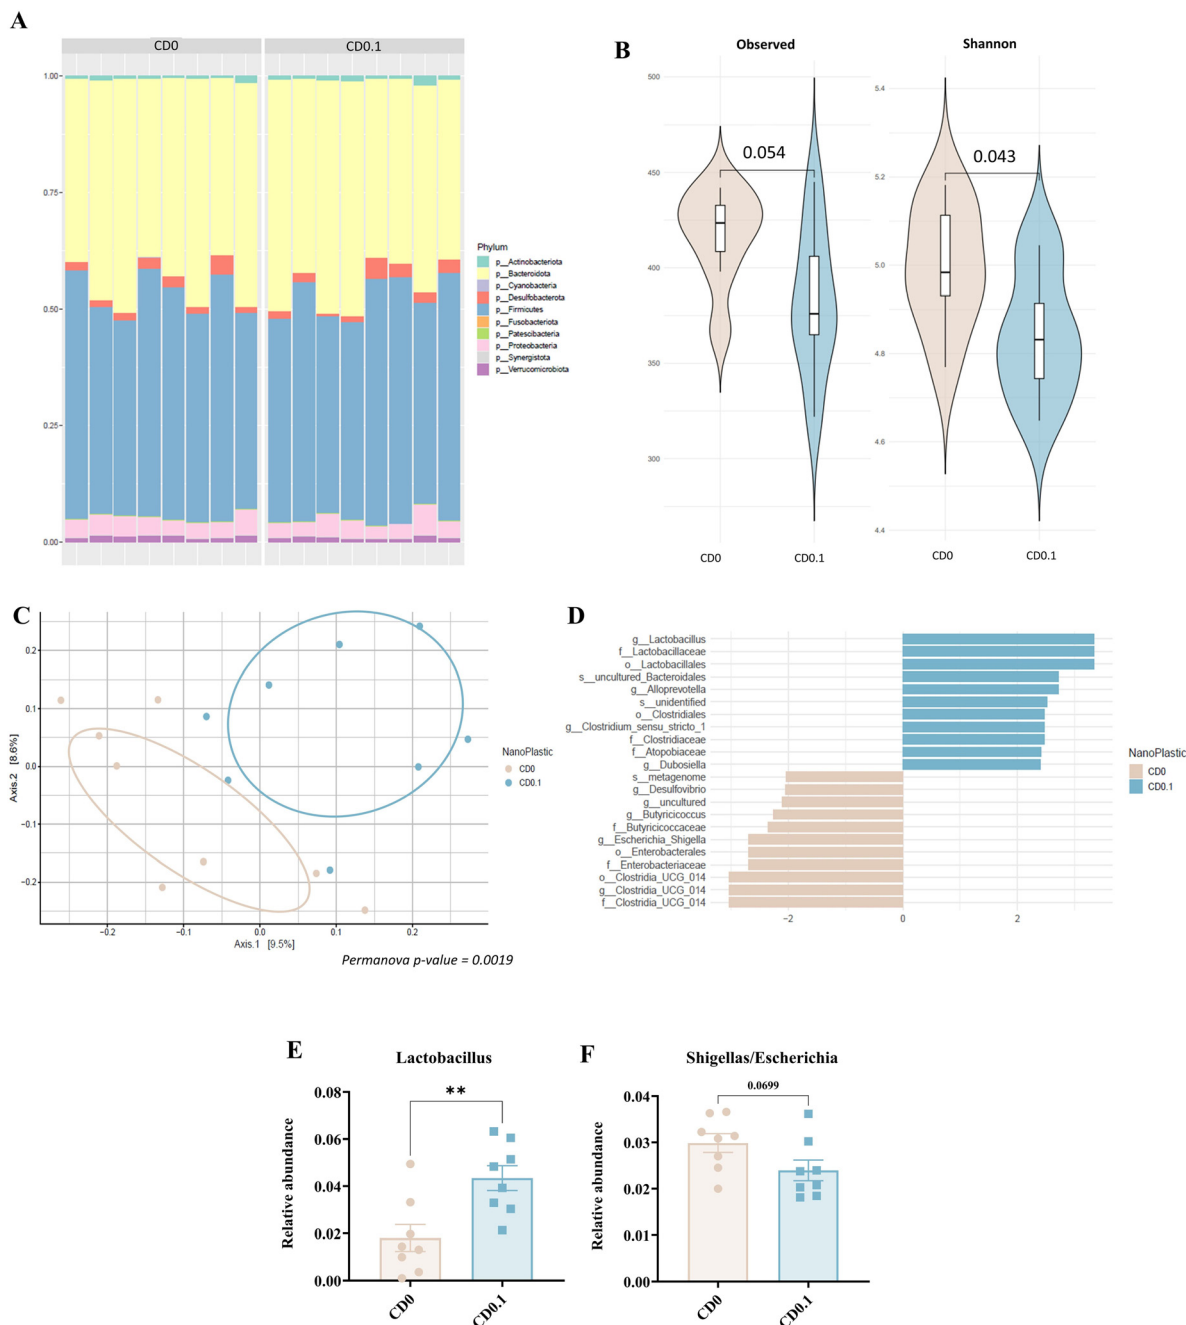 A
CD0
CD0.1
1.00
0.75
0.50
0.25
0.00
Phylum
p__Actinobacteriota
p__Bacteroidota
p__Cyanobacteria
p__Desulfobacterota
p__Firmicutes
p__Fusobacteriota
p__Patescibacteria
p__Proteobacteria
p__Synergistota
p__Verrucomicrobiota
B
Observed
Shannon
500
450
400
350
300
0.054
CD0
CD0.1
5.4
5.2
5.0
4.8
4.6
4.4
0.043
CD0
CD0.1
C
Axis.2 [8.6%]
0.2
0.1
0.0
−0.1
−0.2
−0.2
−0.1
0.0
0.1
0.2
Axis.1 [9.5%]
Permanova p-value = 0.0019
NanoPlastic
CD0
CD0.1
D
g__Lactobacillus
f__Lactobacillaceae
o__Lactobacillales
s__uncultured_Bacteroidales
g__Alloprevotella
s__unidentified
o__Clostridiales
g__Clostridium_sensu_stricto_1
f__Clostridiaceae
f__Atopobiaceae
g__Dubosiella
s__metagenome
g__Desulfovibrio
g__uncultured
g__Butyricicoccus
f__Butyricicoccaceae
g__Escherichia_Shigella
o__Enterobacterales
f__Enterobacteriaceae
o__Clostridia_UCG_014
g__Clostridia_UCG_014
f__Clostridia_UCG_014
−2
0
2
NanoPlastic
CD0
CD0.1
E
Lactobacillus
**
Relative abundance
0.08
0.06
0.04
0.02
0.00
CD0
CD0.1
F
Shigellas/Escherichia
0.0699
Relative abundance
0.04
0.03
0.02
0.01
0.00
CD0
CD0.1